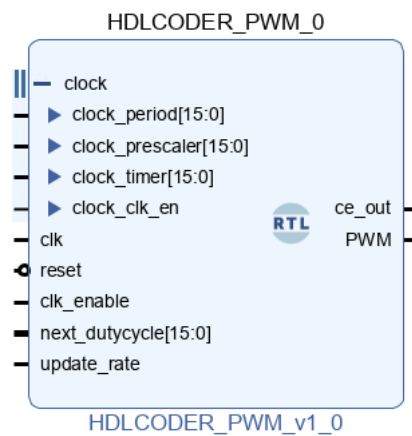 HDLCODER_PWM_0
clock
clock_period[15:0]
clock_prescaler[15:0]
clock_timer[15:0]
clock_clk_en
clk
reset
clk_enable
next_dutycycle[15:0]
update_rate
RTL
ce_out
PWM
HDLCODER_PWM_v1_0